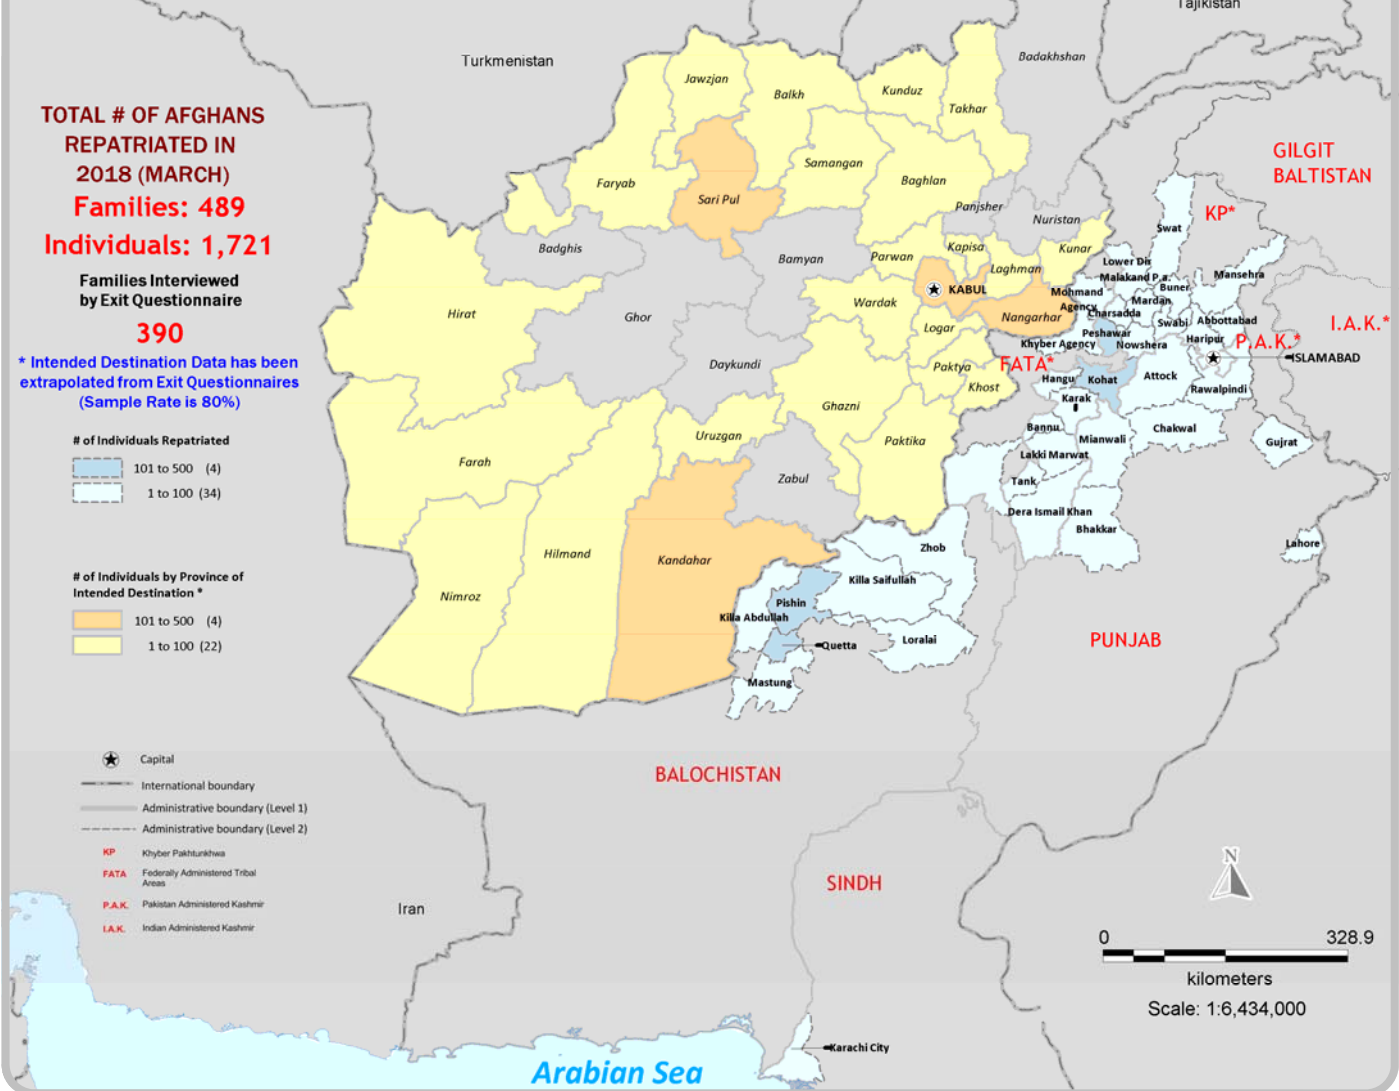 Tajikistan
Turkmenistan
Badakhshan
Jawzjan
Balkh
Kunduz
Takhar
TOTAL # OF AFGHANS
REPATRIATED IN
2018 (MARCH)
Families: 489
Individuals: 1,721
Families Interviewed
by Exit Questionnaire
390
* Intended Destination Data has been
extrapolated from Exit Questionnaires
(Sample Rate is 80%)
# of Individuals Repatriated
101 to 500 (4)
1 to 100 (34)
# of Individuals by Province of
Intended Destination *
101 to 500 (4)
1 to 100 (22)
Faryab
Sari Pul
Samangan
Baghlan
Panjsher
Nuristan
Badghis
Bamyan
Parwan
Kapisa
Laghman
Kunar
KABUL
Wardak
Nangarhar
Logar
Hirat
Ghor
Daykundi
Paktya
Khost
Ghazni
Paktika
Uruzgan
Farah
Zabul
Hilmand
Kandahar
Nimroz
GILGIT
BALTISTAN
KP*
Swat
Lower Dir
Malakand P.a.
Mansehra
Buner
Mohmand
Agency
Mardan
Charsadda
Swabi
Abbottabad
I.A.K.*
Peshawar
Nowshera
Haripur
P.A.K.*
Khyber Agency
ISLAMABAD
FATA*
Hangu
Kohat
Attock
Rawalpindi
Karak
Bannu
Mianwali
Chakwal
Gujrat
Lakki Marwat
Tank
Dera Ismail Khan
Bhakkar
Lahore
Zhob
Killa Saifullah
Pishin
Killa Abdullah
Loralai
Quetta
Mastung
PUNJAB
BALOCHISTAN
SINDH
Capital
International boundary
Administrative boundary (Level 1)
Administrative boundary (Level 2)
KP Khyber Pakhtunkhwa
FATA Federally Administered Tribal
Areas
P.A.K. Pakistan Administered Kashmir
I.A.K. Indian Administered Kashmir
Iran
N
0 328.9
kilometers
Scale: 1:6,434,000
Karachi City
Arabian Sea